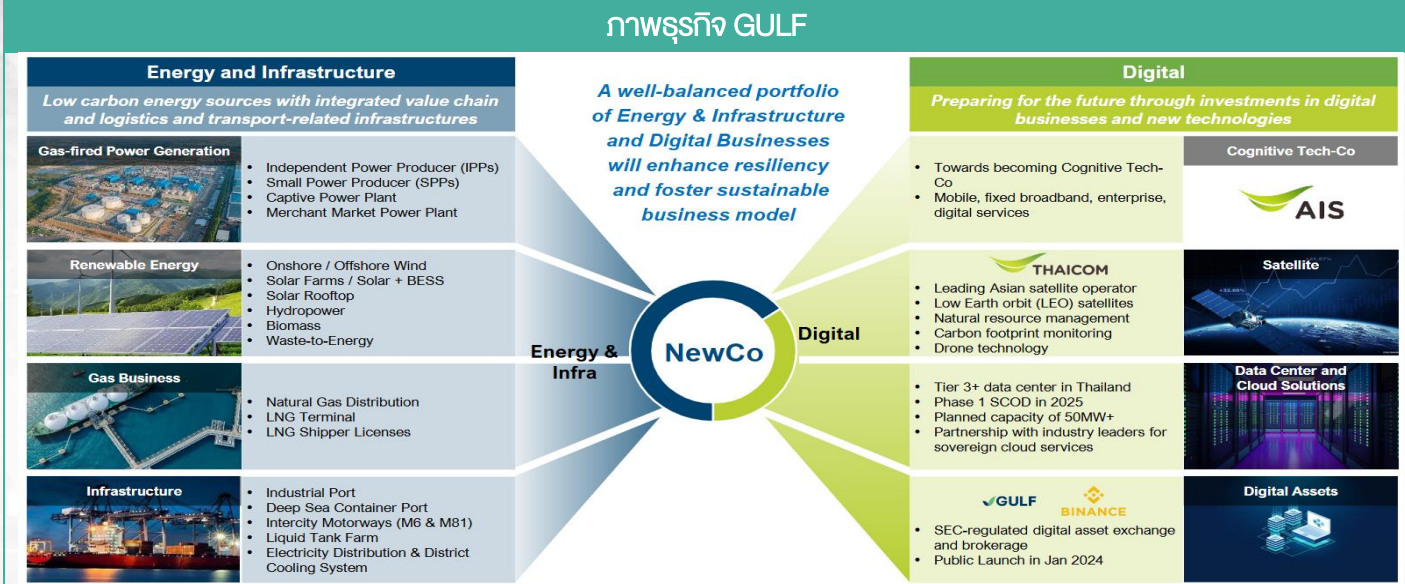 ภาพธุรกิจ GULF
Energy and Infrastructure
Low carbon energy sources with integrated value chain
and logistics and transport-related infrastructures
Gas-fired Power Generation
• Independent Power Producer (IPPs)
• Small Power Producer (SPPs)
• Captive Power Plant
• Merchant Market Power Plant
Renewable Energy
• Onshore / Offshore Wind
• Solar Farms / Solar + BESS
• Solar Rooftop
• Hydropower
• Biomass
• Waste-to-Energy
Gas Business
• Natural Gas Distribution
• LNG Terminal
• LNG Shipper Licenses
Infrastructure
• Industrial Port
• Deep Sea Container Port
• Intercity Motorways (M6 & M81)
• Liquid Tank Farm
• Electricity Distribution & District
Cooling System
A well-balanced portfolio
of Energy & Infrastructure
and Digital Businesses
will enhance resiliency
and foster sustainable
business model
Energy &
Infra
NewCo
Digital
Digital
Preparing for the future through investments in digital
businesses and new technologies
• Towards becoming Cognitive Tech-
Co
• Mobile, fixed broadband, enterprise,
digital services
Cognitive Tech-Co
AIS
THAICOM
• Leading Asian satellite operator
• Low Earth orbit (LEO) satellites
• Natural resource management
• Carbon footprint monitoring
• Drone technology
Satellite
• Tier 3+ data center in Thailand
• Phase 1 SCOD in 2025
• Planned capacity of 50MW+
• Partnership with industry leaders for
sovereign cloud services
Data Center and
Cloud Solutions
GULF
BINANCE
• SEC-regulated digital asset exchange
and brokerage
• Public Launch in Jan 2024
Digital Assets